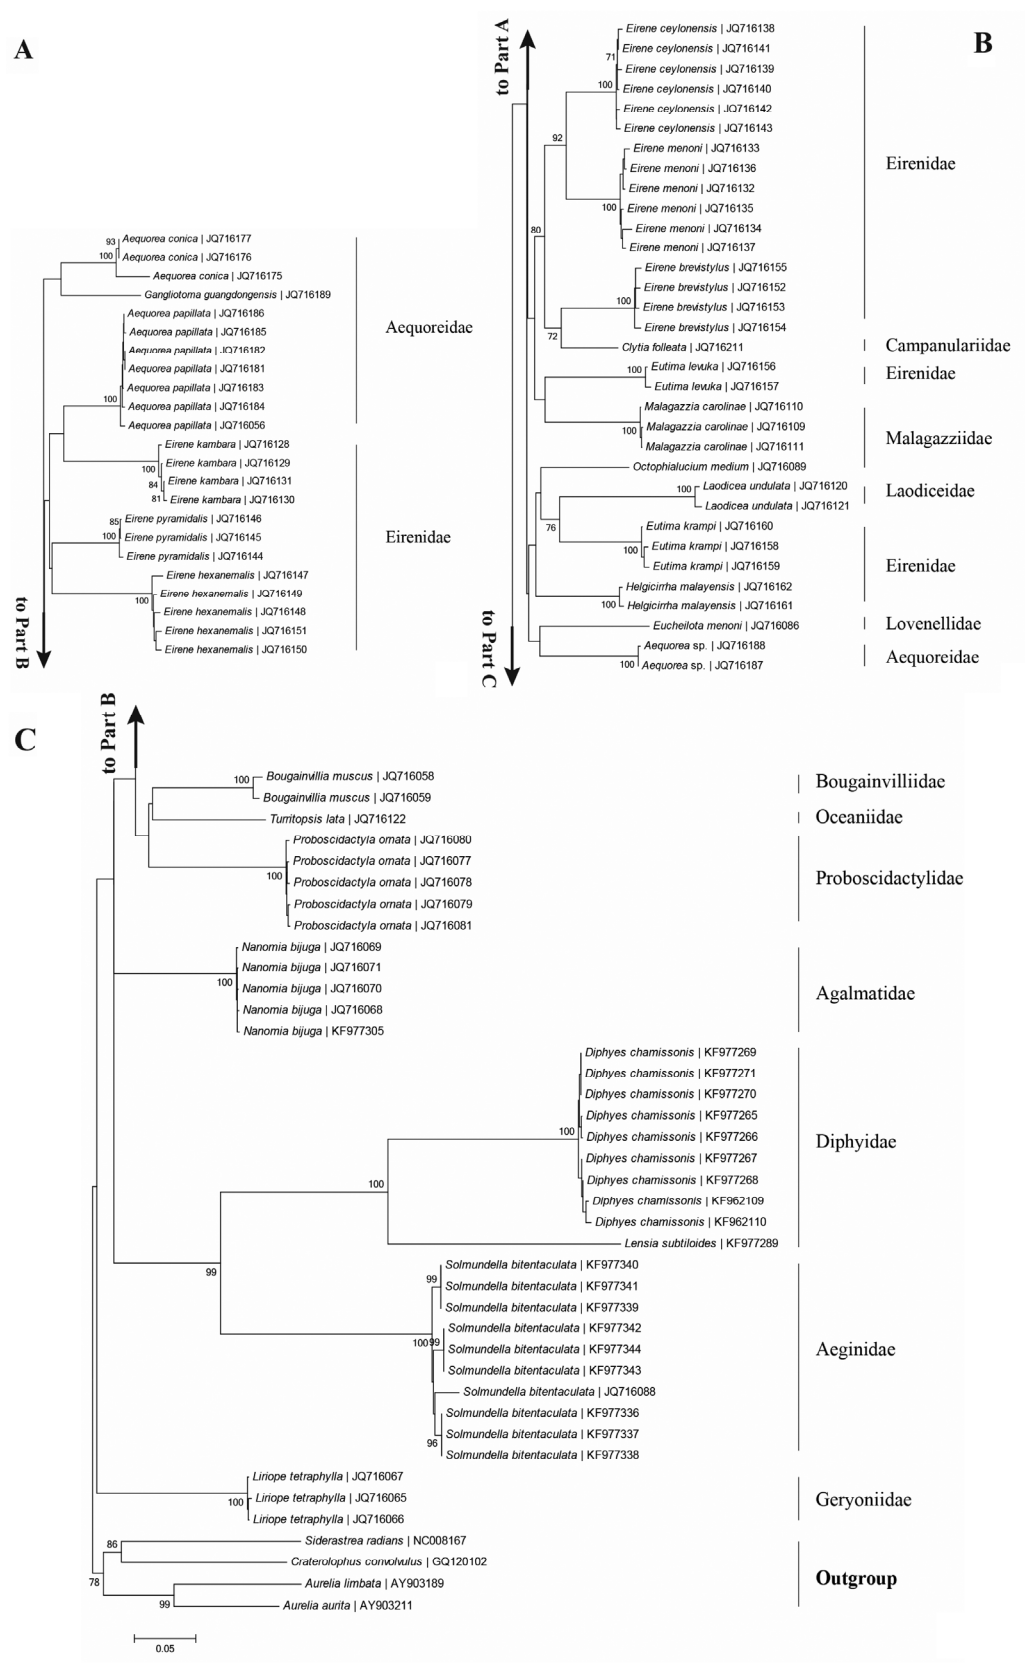 A
93
Aequorea conica | JQ716177
100
Aequorea conica | JQ716176
Aequorea conica | JQ716175
Gangliotoma guangdongensis | JQ716189
Aequorea papillata | JQ716186
Aequorea papillata | JQ716185
Aequorea papillata | JQ716182
Aequorea papillata | JQ716181
Aequorea papillata | JQ716183
100
Aequorea papillata | JQ716184
Aequorea papillata | JQ716056
Aequoreidae
Eirene kambara | JQ716128
100
Eirene kambara | JQ716129
84
Eirene kambara | JQ716131
81
Eirene kambara | JQ716130
85
Eirene pyramidalis | JQ716146
100
Eirene pyramidalis | JQ716145
Eirene pyramidalis | JQ716144
Eirene hexanemalis | JQ716147
100
Eirene hexanemalis | JQ716149
Eirene hexanemalis | JQ716148
Eirene hexanemalis | JQ716151
Eirene hexanemalis | JQ716150
Eirenidae
to Part B
B
to Part A
Eirene ceylonensis | JQ716138
Eirene ceylonensis | JQ716141
71
Eirene ceylonensis | JQ716139
100
Eirene ceylonensis | JQ716140
Eirene ceylonensis | JQ716142
Eirene ceylonensis | JQ716143
92
Eirene menoni | JQ716133
Eirene menoni | JQ716136
Eirene menoni | JQ716132
100
Eirene menoni | JQ716135
Eirene menoni | JQ716134
Eirene menoni | JQ716137
80
Eirene brevistylus | JQ716155
Eirene brevistylus | JQ716152
100
Eirene brevistylus | JQ716153
Eirene brevistylus | JQ716154
72
Eirenidae
Clytia folleata | JQ716211
Campanulariidae
100
Eutima levuka | JQ716156
Eutima levuka | JQ716157
Eirenidae
Malagazzia carolinae | JQ716110
100
Malagazzia carolinae | JQ716109
Malagazzia carolinae | JQ716111
Octophialucium medium | JQ716089
Malagazziidae
100
Laodicea undulata | JQ716120
Laodicea undulata | JQ716121
Laodiceidae
76
Eutima krampi | JQ716160
100
Eutima krampi | JQ716158
Eutima krampi | JQ716159
Helgicirrha malayensis | JQ716162
100
Helgicirrha malayensis | JQ716161
Eirenidae
Eucheilota menoni | JQ716086
Lovenellidae
Aequorea sp. | JQ716188
100
Aequorea sp. | JQ716187
Aequoreidae
to Part C
C
to Part B
100
Bougainvillia muscus | JQ716058
Bougainvillia muscus | JQ716059
Bougainvilliidae
Turritopsis lata | JQ716122
Oceaniidae
Proboscidactyla ornata | JQ716080
Proboscidactyla ornata | JQ716077
100
Proboscidactyla ornata | JQ716078
Proboscidactyla ornata | JQ716079
Proboscidactyla ornata | JQ716081
Proboscidactylidae
Nanomia bijuga | JQ716069
Nanomia bijuga | JQ716071
100
Nanomia bijuga | JQ716070
Nanomia bijuga | JQ716068
Nanomia bijuga | KF977305
Agalmatidae
Diphyes chamissonis | KF977269
Diphyes chamissonis | KF977271
Diphyes chamissonis | KF977270
Diphyes chamissonis | KF977265
100
Diphyes chamissonis | KF977266
Diphyes chamissonis | KF977267
Diphyes chamissonis | KF977268
Diphyes chamissonis | KF962109
Diphyes chamissonis | KF962110
100
Lensia subtiloides | KF977289
Diphyidae
99
Solmundella bitentaculata | KF977340
99
Solmundella bitentaculata | KF977341
Solmundella bitentaculata | KF977339
Solmundella bitentaculata | KF977342
100
99
Solmundella bitentaculata | KF977344
Solmundella bitentaculata | KF977343
Solmundella bitentaculata | JQ716088
Solmundella bitentaculata | KF977336
Solmundella bitentaculata | KF977337
96
Solmundella bitentaculata | KF977338
Aeginidae
Liriope tetraphylla | JQ716067
100
Liriope tetraphylla | JQ716065
Liriope tetraphylla | JQ716066
Geryoniidae
86
Siderastrea radians | NC008167
Craterolophus convolvulus | GQ120102
78
Aurelia limbata | AY903189
99
Aurelia aurita | AY903211
Outgroup
0.05